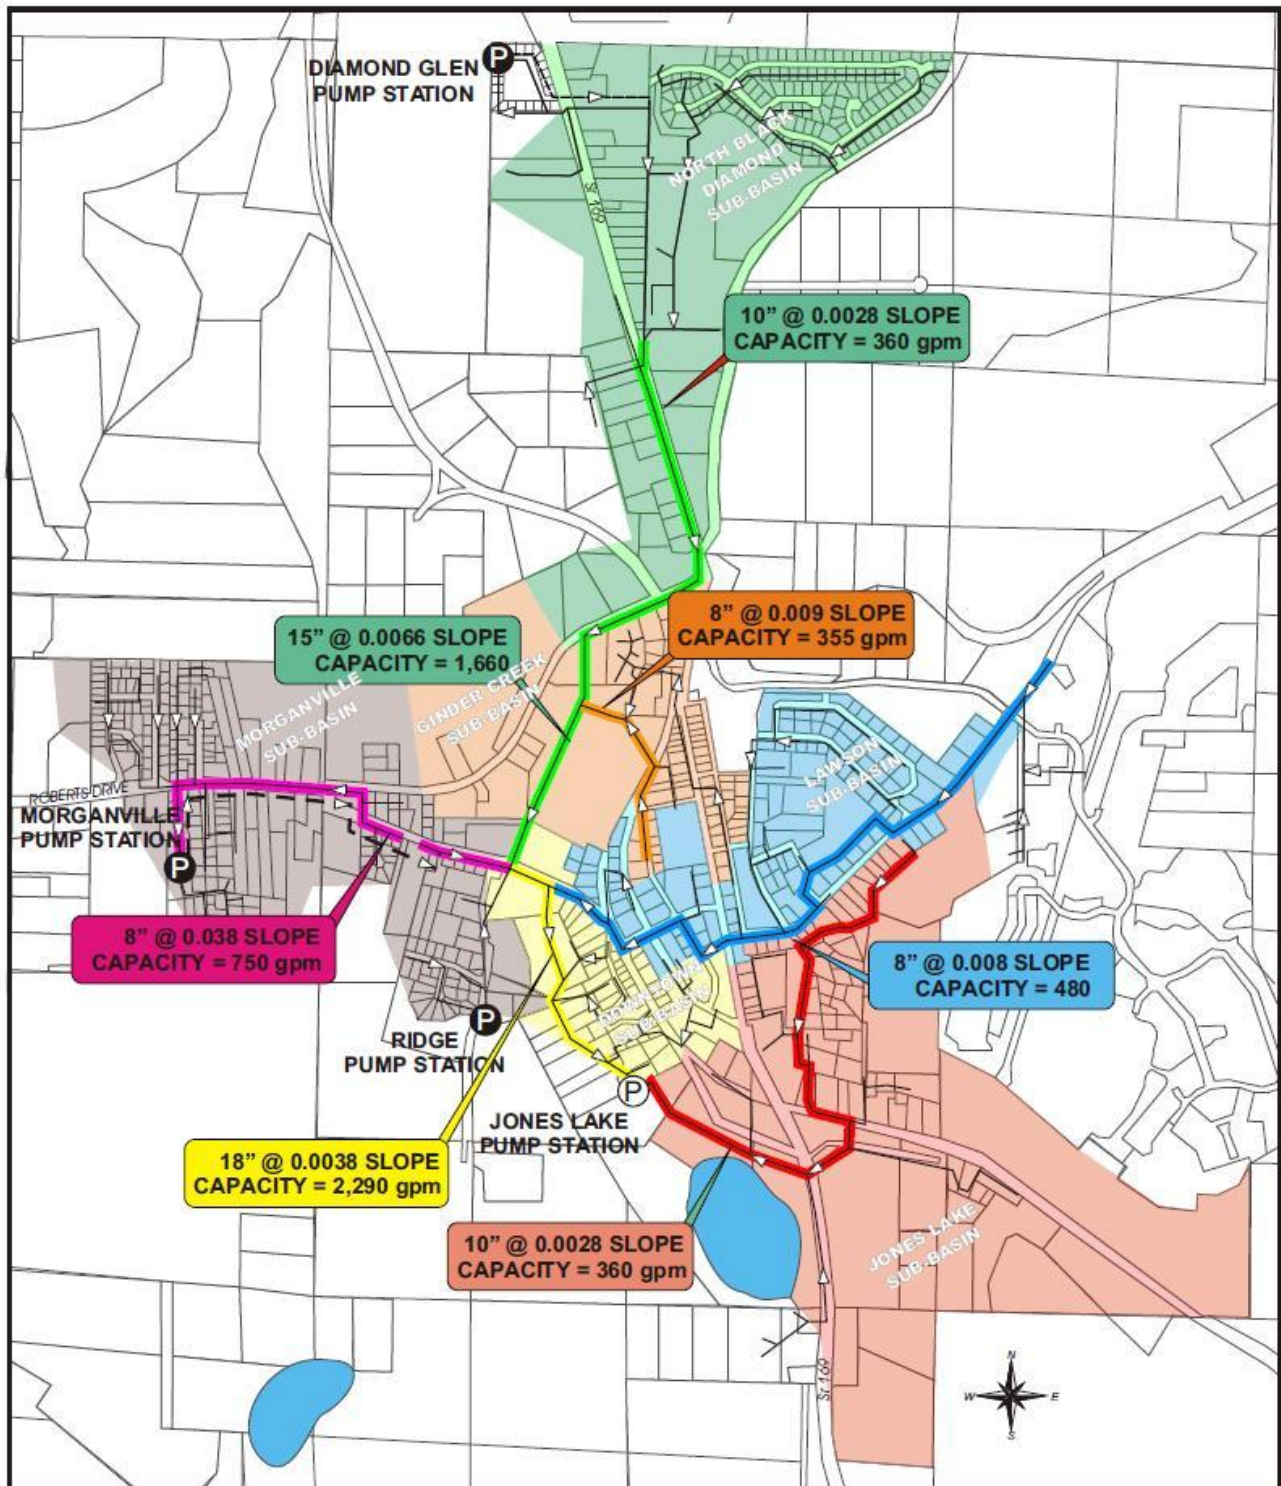 P
DIAMOND GLEN
PUMP STATION
NORTH BLACK
DIAMOND
SUB-BASIN
Sr 169
10” @ 0.0028 SLOPE
CAPACITY = 360 gpm
8” @ 0.009 SLOPE
CAPACITY = 355 gpm
15” @ 0.0066 SLOPE
CAPACITY = 1,660
GINDER CREEK
SUB-BASIN
MORGANVILLE
SUB-BASIN
LAWSON
SUB-BASIN
ROBERTS DRIVE
MORGANVILLE
PUMP STATION
P
8” @ 0.038 SLOPE
CAPACITY = 750 gpm
8” @ 0.008 SLOPE
CAPACITY = 480
DOWNTOWN
SUB-BASIN
P
RIDGE
PUMP STATION
P
JONES LAKE
PUMP STATION
18” @ 0.0038 SLOPE
CAPACITY = 2,290 gpm
10” @ 0.0028 SLOPE
CAPACITY = 360 gpm
JONES LAKE
SUB-BASIN
Sr 169
N
W
E
S